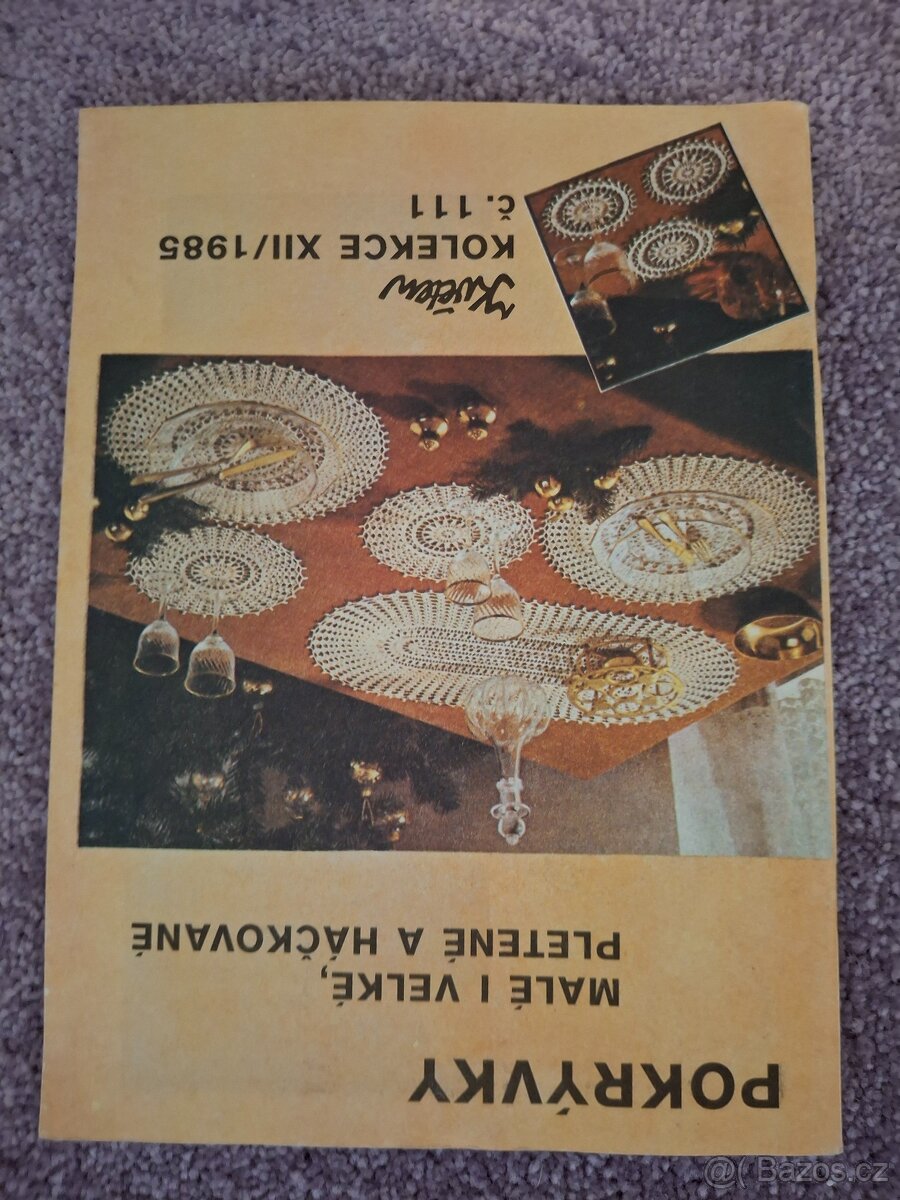 POKRÝVKY
MALÉ I VELKÉ,
PLETENÉ A HÁČKOVANÉ
Květen
KOLEKCE XII/1985
č. 111
@( Bazos.cz